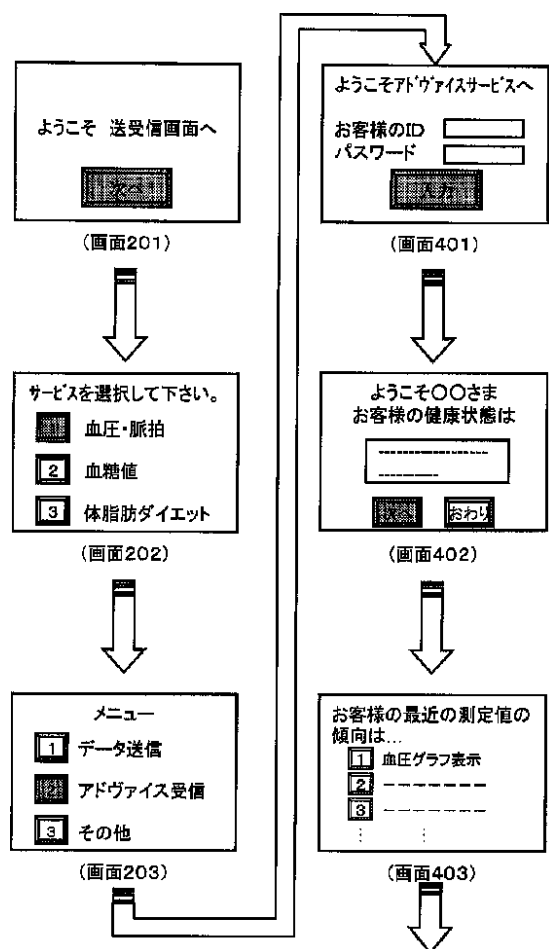 ようこそ 送受信画面へ
次へ
(画面201)
サービスを選択して下さい。
1 血圧・脈拍
2 血糖値
3 体脂肪ダイエット
(画面202)
メニュー
1 データ送信
2 アドヴァイス受信
3 その他
(画面203)
ようこそアドヴァイスサービスへ
お客様のID
パスワード
入力
(画面401)
ようこそ○○さま
お客様の健康状態は
次へ おわり
(画面402)
お客様の最近の測定値の
傾向は...
1 血圧グラフ表示
2
3
(画面403)